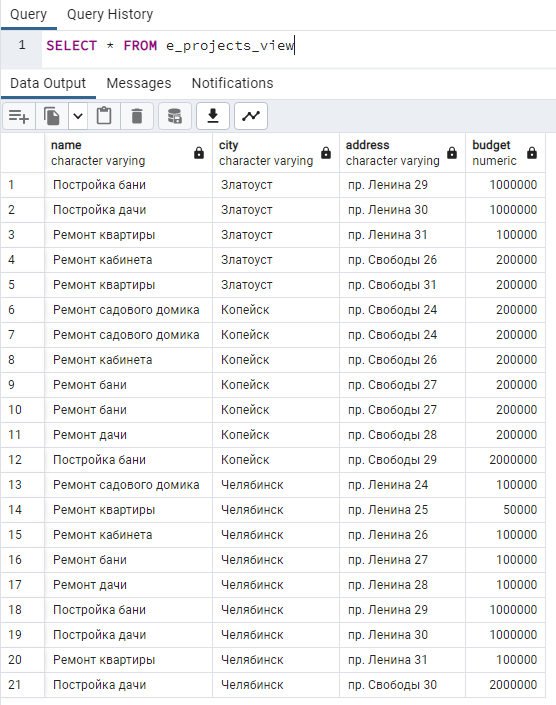 Query Query History
1 SELECT * FROM e_projects_view
Data Output Messages Notifications
name city address budget
character varying character varying character varying numeric
1 Постройка бани Златоуст пр. Ленина 29 1000000
2 Постройка дачи Златоуст пр. Ленина 30 1000000
3 Ремонт квартиры Златоуст пр. Ленина 31 100000
4 Ремонт кабинета Златоуст пр. Свободы 26 200000
5 Ремонт квартиры Златоуст пр. Свободы 31 200000
6 Ремонт садового домика Копейск пр. Свободы 24 200000
7 Ремонт садового домика Копейск пр. Свободы 24 200000
8 Ремонт кабинета Копейск пр. Свободы 26 200000
9 Ремонт бани Копейск пр. Свободы 27 200000
10 Ремонт бани Копейск пр. Свободы 27 200000
11 Ремонт дачи Копейск пр. Свободы 28 200000
12 Постройка бани Копейск пр. Свободы 29 2000000
13 Ремонт садового домика Челябинск пр. Ленина 24 100000
14 Ремонт квартиры Челябинск пр. Ленина 25 50000
15 Ремонт кабинета Челябинск пр. Ленина 26 100000
16 Ремонт бани Челябинск пр. Ленина 27 100000
17 Ремонт дачи Челябинск пр. Ленина 28 100000
18 Постройка бани Челябинск пр. Ленина 29 1000000
19 Постройка дачи Челябинск пр. Ленина 30 1000000
20 Ремонт квартиры Челябинск пр. Ленина 31 100000
21 Постройка дачи Челябинск пр. Свободы 30 2000000